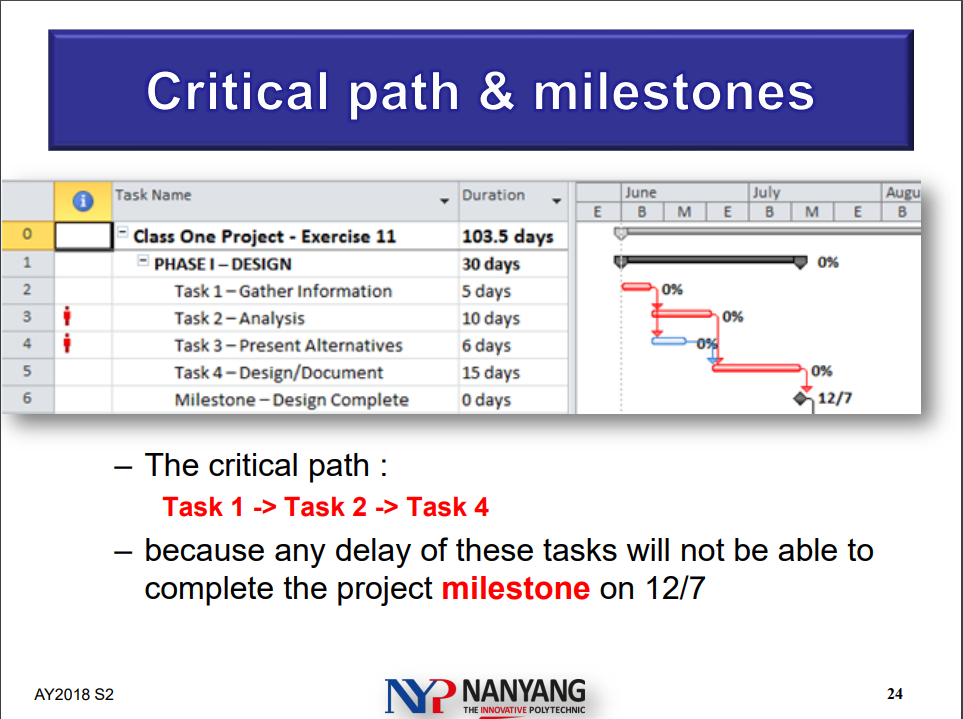 Critical path & milestones
Task Name Duration June July Augu
E B M E B M E B
0 Class One Project - Exercise 11 103.5 days
1 PHASE I – DESIGN 30 days 0%
2 Task 1 – Gather Information 5 days 0%
3 Task 2 – Analysis 10 days 0%
4 Task 3 – Present Alternatives 6 days 0%
5 Task 4 – Design/Document 15 days 0%
6 Milestone – Design Complete 0 days 12/7
– The critical path :
Task 1 -> Task 2 -> Task 4
– because any delay of these tasks will not be able to
complete the project milestone on 12/7
AY2018 S2
NYP NANYANG
THE INNOVATIVE POLYTECHNIC
24